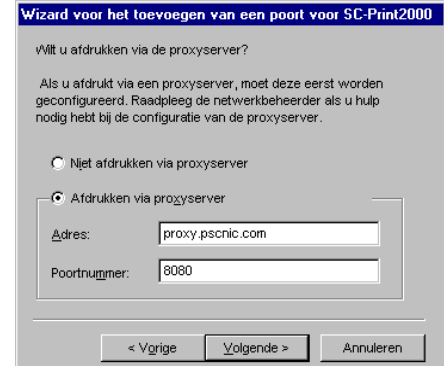 Wizard voor het toevoegen van een poort voor SC-Print2000
Wilt u afdrukken via de proxyserver?
Als u afdrukt via een proxyserver, moet deze eerst worden
geconfigureerd. Raadpleeg de netwerkbeheerder als u hulp
nodig hebt bij de configuratie van de proxyserver.
Niet afdrukken via proxyserver
Afdrukken via proxyserver
Adres: proxy.pscnic.com
Poortnummer: 8080
< Vorige Volgende > Annuleren